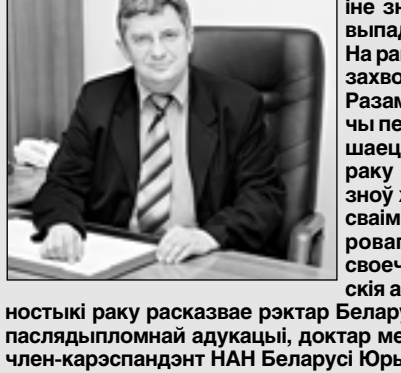 іне зн
выпад
На ра
захво
Разам
чы пе
шаец
раку
зноў
сваім
рова
своеч
скія а
ностыкі раку расказвае рэктар Белару
паслядыпломнай адукацыі, доктар ме
член-карэспандэнт НАН Беларусі Юры